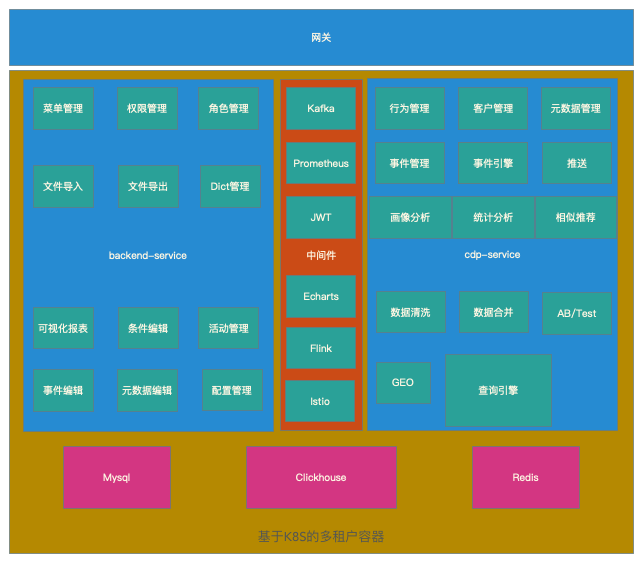 网关
菜单管理
权限管理
角色管理
文件导入
文件导出
Dict管理
backend-service
可视化报表
条件编辑
活动管理
事件编辑
元数据编辑
配置管理
Kafka
Prometheus
JWT
中间件
Echarts
Flink
Istio
行为管理
客户管理
元数据管理
事件管理
事件引擎
推送
画像分析
统计分析
相似推荐
cdp-service
数据清洗
数据合并
AB/Test
GEO
查询引擎
Mysql
Clickhouse
Redis
基于K8S的多租户容器